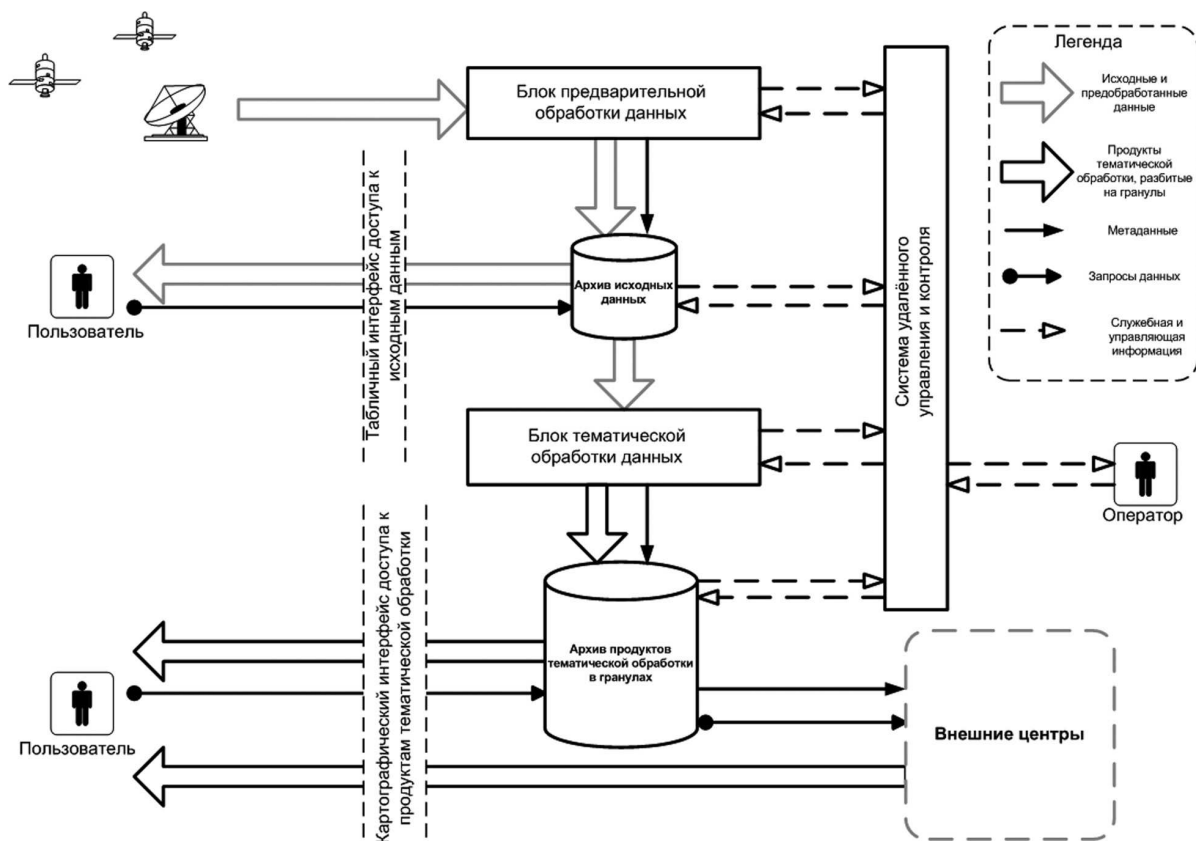 Легенда
Исходные и
предобработанные
данные
Продукты
тематической
обработки, разбитые
на гранулы
Метаданные
Запросы данных
Служебная и
управляющая
информация
Блок предварительной
обработки данных
Табличный интерфейс доступа к
исходным данным
Архив исходных
данных
Пользователь
Система удалённого
управления и контроля
Блок тематической
обработки данных
Оператор
Картографический интерфейс доступа к
продуктам тематической обработки
Архив продуктов
тематической обработки
в гранулах
Пользователь
Внешние центры